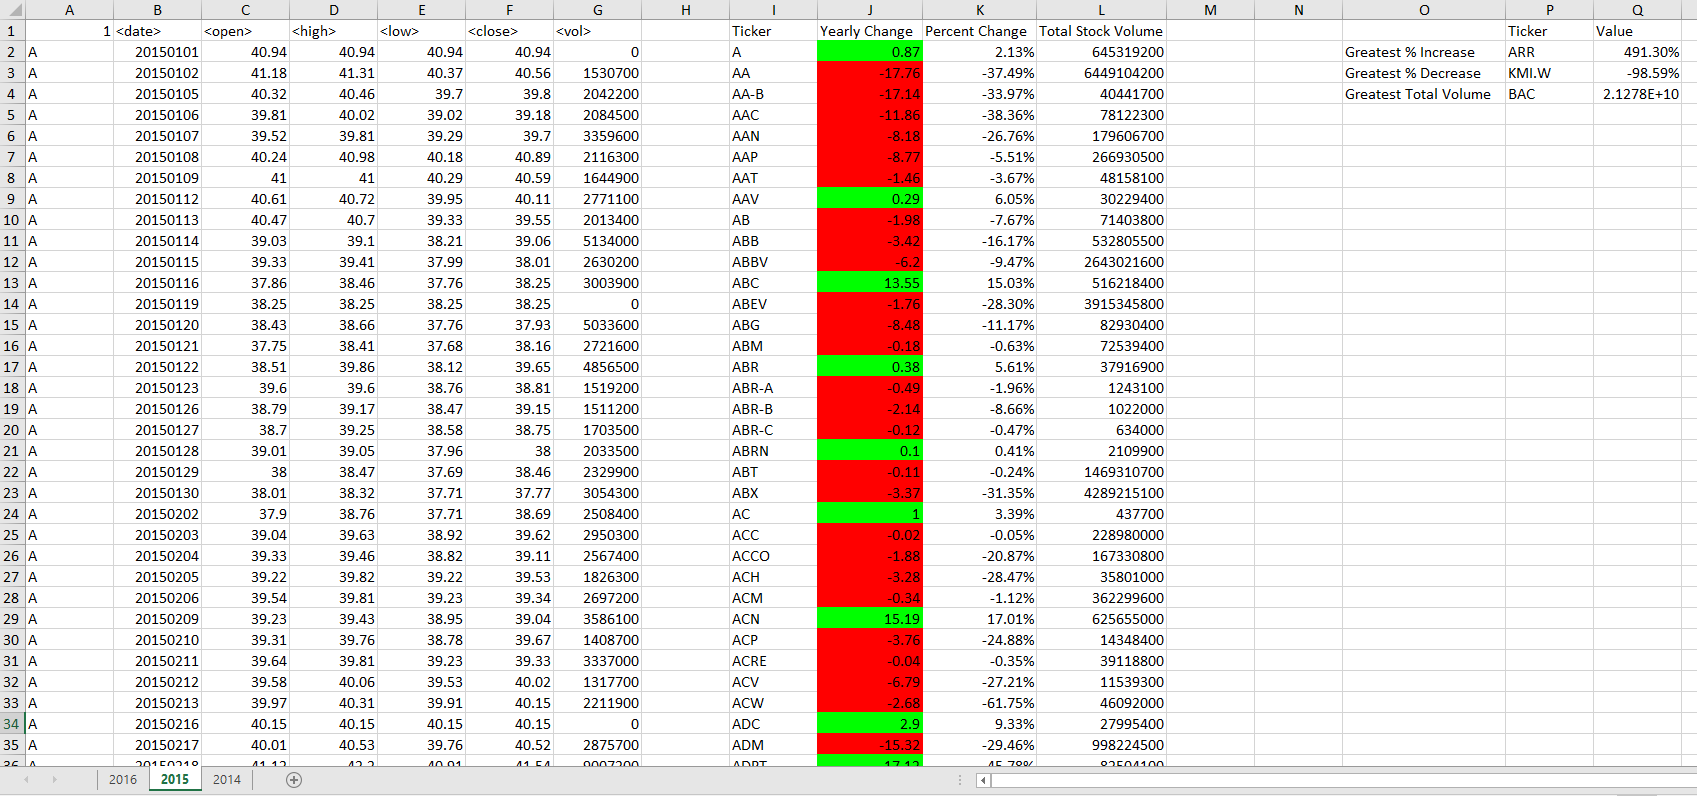 A B C D E F G H I J K L M N O P Q
1 1 <date> <open> <high> <low> <close> <vol> Ticker Yearly Change Percent Change Total Stock Volume Ticker Value
2 A 20150101 40.94 40.94 40.94 40.94 0 A 0.87 2.13% 645319200 Greatest % Increase ARR 491.30%
3 A 20150102 41.18 41.31 40.37 40.56 1530700 AA -17.76 -37.49% 6449104200 Greatest % Decrease KMI.W -98.59%
4 A 20150105 40.32 40.46 39.7 39.8 2042200 AA-B -17.14 -33.97% 40441700 Greatest Total Volume BAC 2.1278E+10
5 A 20150106 39.81 40.02 39.02 39.18 2084500 AAC -11.86 -38.36% 78122300
6 A 20150107 39.52 39.81 39.29 39.7 3359600 AAN -8.18 -26.76% 179606700
7 A 20150108 40.24 40.98 40.18 40.89 2116300 AAP -8.77 -5.51% 266930500
8 A 20150109 41 41 40.29 40.59 1644900 AAT -1.46 -3.67% 48158100
9 A 20150112 40.61 40.72 39.95 40.11 2771100 AAV 0.29 6.05% 30229400
10 A 20150113 40.47 40.7 39.33 39.55 2013400 AB -1.98 -7.67% 71403800
11 A 20150114 39.03 39.1 38.21 39.06 5134000 ABB -3.42 -16.17% 532805500
12 A 20150115 39.33 39.41 37.99 38.01 2630200 ABBV -6.2 -9.47% 2643021600
13 A 20150116 37.86 38.46 37.76 38.25 3003900 ABC 13.55 15.03% 516218400
14 A 20150119 38.25 38.25 38.25 38.25 0 ABEV -1.76 -28.30% 3915345800
15 A 20150120 38.43 38.66 37.76 37.93 5033600 ABG -8.48 -11.17% 82930400
16 A 20150121 37.75 38.41 37.68 38.16 2721600 ABM -0.18 -0.63% 72539400
17 A 20150122 38.51 39.86 38.12 39.65 4856500 ABR 0.38 5.61% 37916900
18 A 20150123 39.6 39.6 38.76 38.81 1519200 ABR-A -0.49 -1.96% 1243100
19 A 20150126 38.79 39.17 38.47 39.15 1511200 ABR-B -2.14 -8.66% 1022000
20 A 20150127 38.7 39.25 38.58 38.75 1703500 ABR-C -0.12 -0.47% 634000
21 A 20150128 39.01 39.05 37.96 38 2033500 ABRN 0.1 0.41% 2109900
22 A 20150129 38 38.47 37.69 38.46 2329900 ABT -0.11 -0.24% 1469310700
23 A 20150130 38.01 38.32 37.71 37.77 3054300 ABX -3.37 -31.35% 4289215100
24 A 20150202 37.9 38.76 37.71 38.69 2508400 AC 1 3.39% 437700
25 A 20150203 39.04 39.63 38.92 39.62 2950300 ACC -0.02 -0.05% 228980000
26 A 20150204 39.33 39.46 38.82 39.11 2567400 ACCO -1.88 -20.87% 167330800
27 A 20150205 39.22 39.82 39.22 39.53 1826300 ACH -3.28 -28.47% 35801000
28 A 20150206 39.54 39.81 39.23 39.34 2697200 ACM -0.34 -1.12% 362299600
29 A 20150209 39.23 39.43 38.95 39.04 3586100 ACN 15.19 17.01% 625655000
30 A 20150210 39.31 39.76 38.78 39.67 1408700 ACP -3.76 -24.88% 14348400
31 A 20150211 39.64 39.81 39.23 39.33 3337000 ACRE -0.04 -0.35% 39118800
32 A 20150212 39.58 40.06 39.53 40.02 1317700 ACV -6.79 -27.21% 11539300
33 A 20150213 39.97 40.31 39.91 40.15 2211900 ACW -2.68 -61.75% 46092000
34 A 20150216 40.15 40.15 40.15 40.15 0 ADC 2.9 9.33% 27995400
35 A 20150217 40.01 40.53 39.76 40.52 2875700 ADM -15.32 -29.46% 998224500
2016 2015 2014